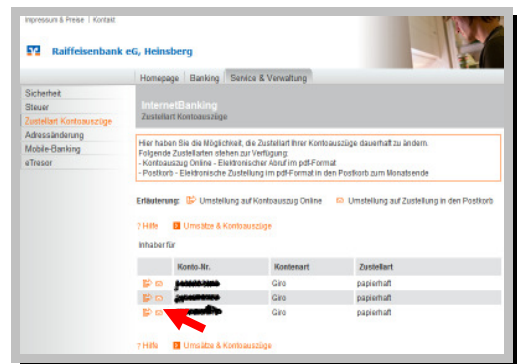 Impressum & Preise | Kontakt
Raiffeisenbank eG, Heinsberg
Homepage Banking Service & Verwaltung
Sicherheit
Steuer
Zustellart Kontoauszüge
Adressänderung
Mobile-Banking
eTresor
InternetBanking
Zustellart Kontoauszüge
Hier haben Sie die Möglichkeit, die Zustellart Ihrer Kontoauszüge dauerhaft zu ändern.
Folgende Zustellarten stehen zur Verfügung:
- Kontoauszug Online - Elektronischer Abruf im pdf-Format
- Postkorb - Elektronische Zustellung im pdf-Format in den Postkorb zum Monatsende
Erläuterung: Umstellung auf Kontoauszug Online Umstellung auf Zustellung in den Postkorb
? Hilfe Umsätze & Kontoauszüge
Inhaber für
Konto-Nr. Kontenart Zustellart
Giro papierhaft
Giro papierhaft
Giro papierhaft
? Hilfe Umsätze & Kontoauszüge